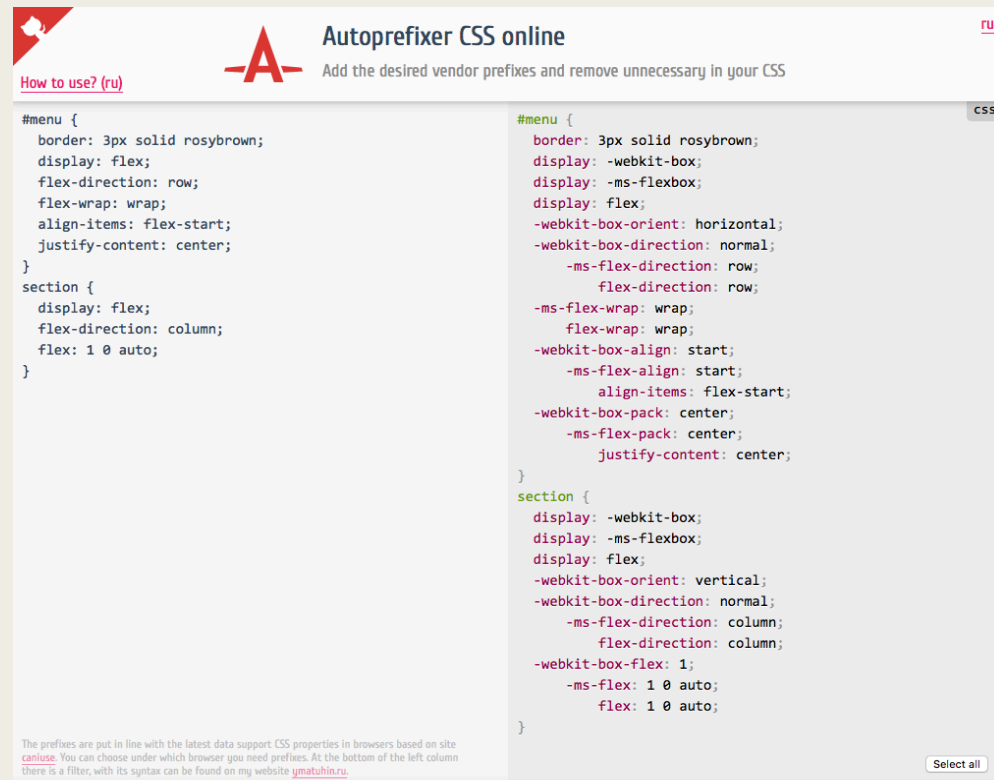 Autoprefixer CSS online
ru
Add the desired vendor prefixes and remove unnecessary in your CSS
How to use? (ru)
#menu {
  border: 3px solid rosybrown;
  display: flex;
  flex-direction: row;
  flex-wrap: wrap;
  align-items: flex-start;
  justify-content: center;
}
section {
  display: flex;
  flex-direction: column;
  flex: 1 0 auto;
}
The prefixes are put in line with the latest data support CSS properties in browsers based on site
caniuse. You can choose under which browser you need prefixes. At the bottom of the left column
there is a filter, with its syntax can be found on my website ymatuhin.ru.
css
#menu {
  border: 3px solid rosybrown;
  display: -webkit-box;
  display: -ms-flexbox;
  display: flex;
  -webkit-box-orient: horizontal;
  -webkit-box-direction: normal;
      -ms-flex-direction: row;
          flex-direction: row;
  -ms-flex-wrap: wrap;
      flex-wrap: wrap;
  -webkit-box-align: start;
      -ms-flex-align: start;
          align-items: flex-start;
  -webkit-box-pack: center;
      -ms-flex-pack: center;
          justify-content: center;
}
section {
  display: -webkit-box;
  display: -ms-flexbox;
  display: flex;
  -webkit-box-orient: vertical;
  -webkit-box-direction: normal;
      -ms-flex-direction: column;
          flex-direction: column;
  -webkit-box-flex: 1;
      -ms-flex: 1 0 auto;
          flex: 1 0 auto;
}
Select all